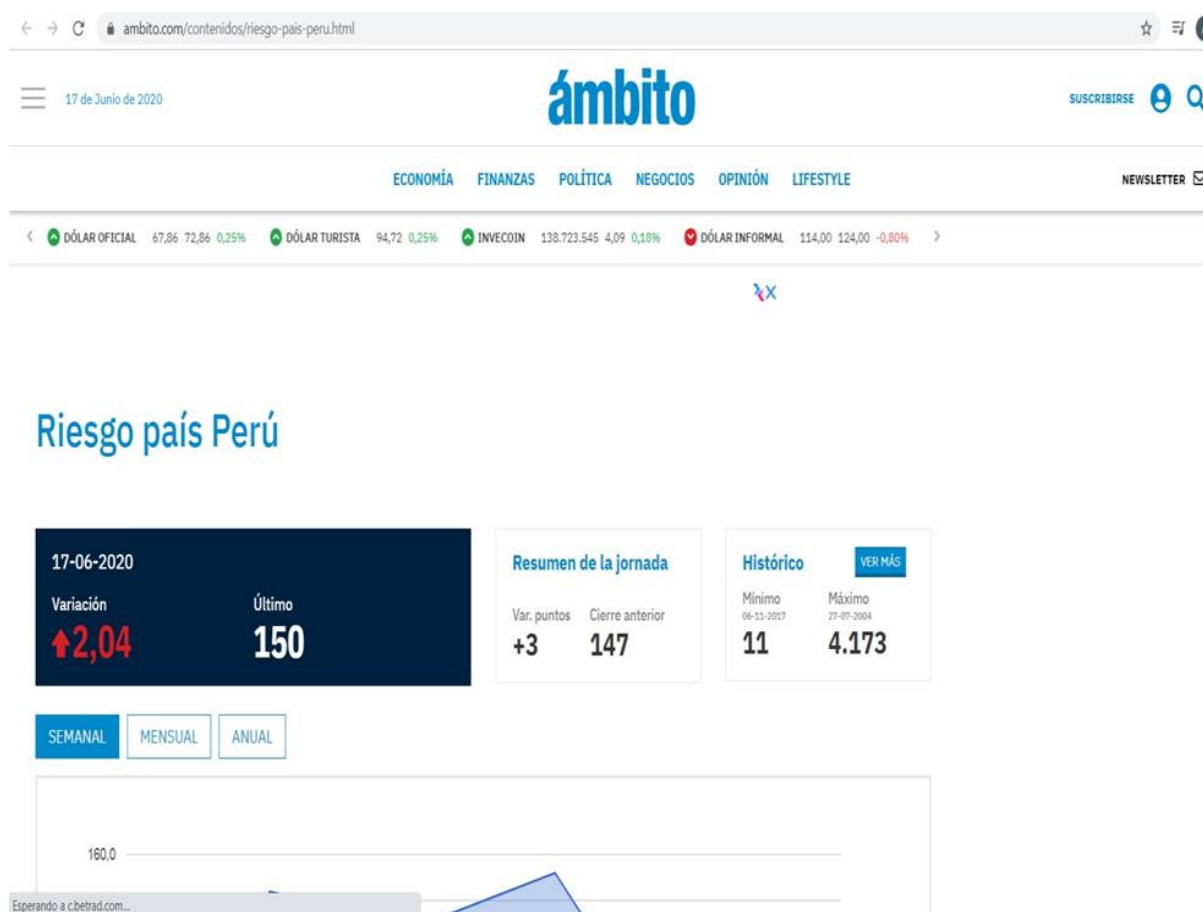 ambito.com/contenidos/riesgo-pais-peru.html
17 de Junio de 2020
ámbito
SUSCRIBIRSE
ECONOMÍA FINANZAS POLÍTICA NEGOCIOS OPINIÓN LIFESTYLE
NEWSLETTER
DÓLAR OFICIAL 67,86 72,86 0,25% DÓLAR TURISTA 94,72 0,25% INVECOIN 138.723.545 4,09 0,18% DÓLAR INFORMAL 114,00 124,00 -0,80%
Riesgo país Perú
17-06-2020
Variación Último
2,04 150
Resumen de la jornada
Var. puntos Cierre anterior
+3 147
Histórico VER MÁS
Mínimo Máximo
06-11-2017 27-07-2004
11 4.173
SEMANAL MENSUAL ANUAL
160,0
Esperando a c.betrad.com...